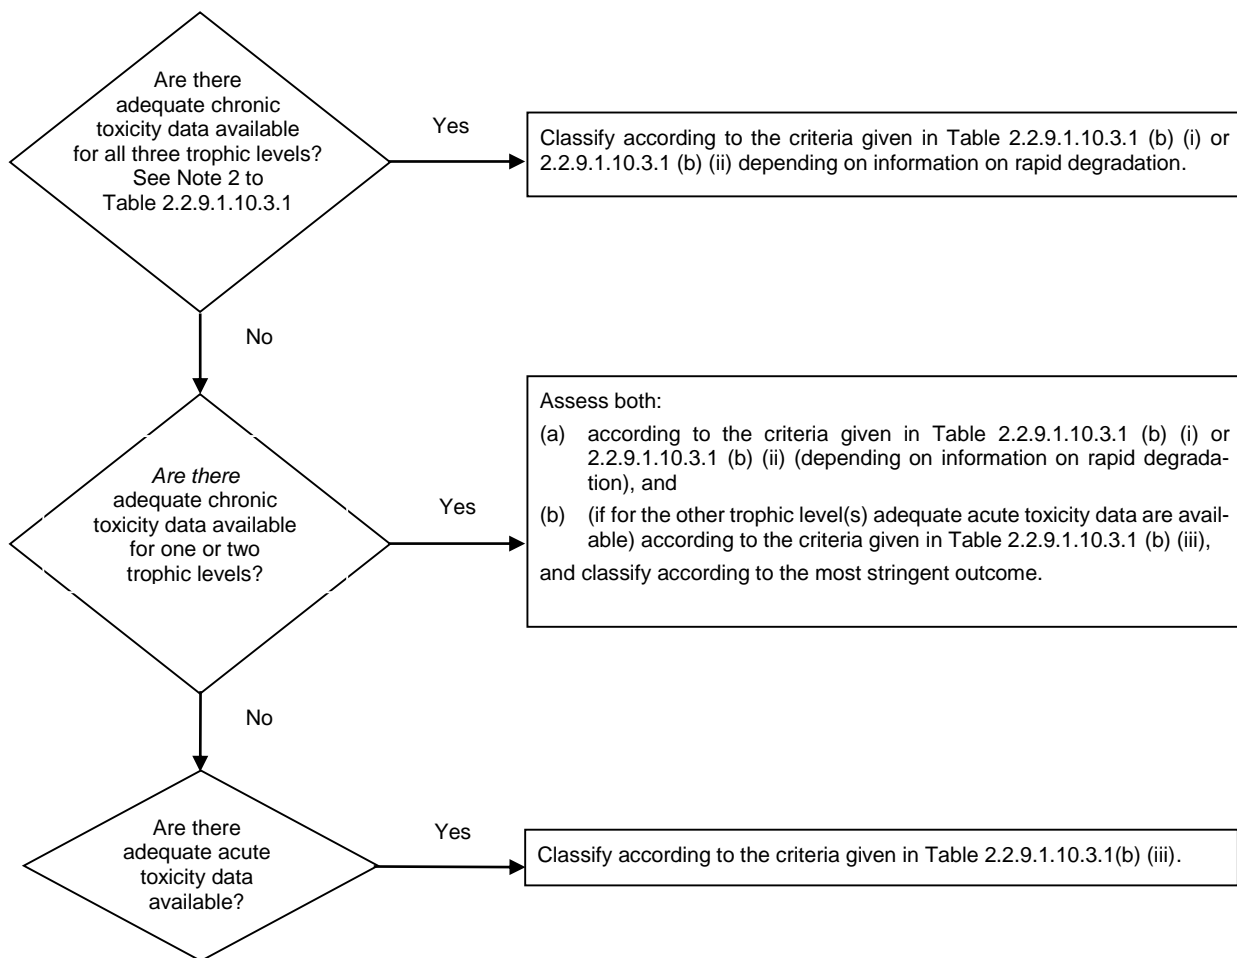 Are there
adequate chronic
toxicity data available
for all three trophic levels?
See Note 2 to
Table 2.2.9.1.10.3.1
Yes
Classify according to the criteria given in Table 2.2.9.1.10.3.1 (b) (i) or
2.2.9.1.10.3.1 (b) (ii) depending on information on rapid degradation.
No
Are there
adequate chronic
toxicity data available
for one or two
trophic levels?
Yes
Assess both:
(a) according to the criteria given in Table 2.2.9.1.10.3.1 (b) (i) or
2.2.9.1.10.3.1 (b) (ii) (depending on information on rapid degrada-
tion), and
(b) (if for the other trophic level(s) adequate acute toxicity data are avail-
able) according to the criteria given in Table 2.2.9.1.10.3.1 (b) (iii),
and classify according to the most stringent outcome.
No
Are there
adequate acute
toxicity data
available?
Yes
Classify according to the criteria given in Table 2.2.9.1.10.3.1(b) (iii).